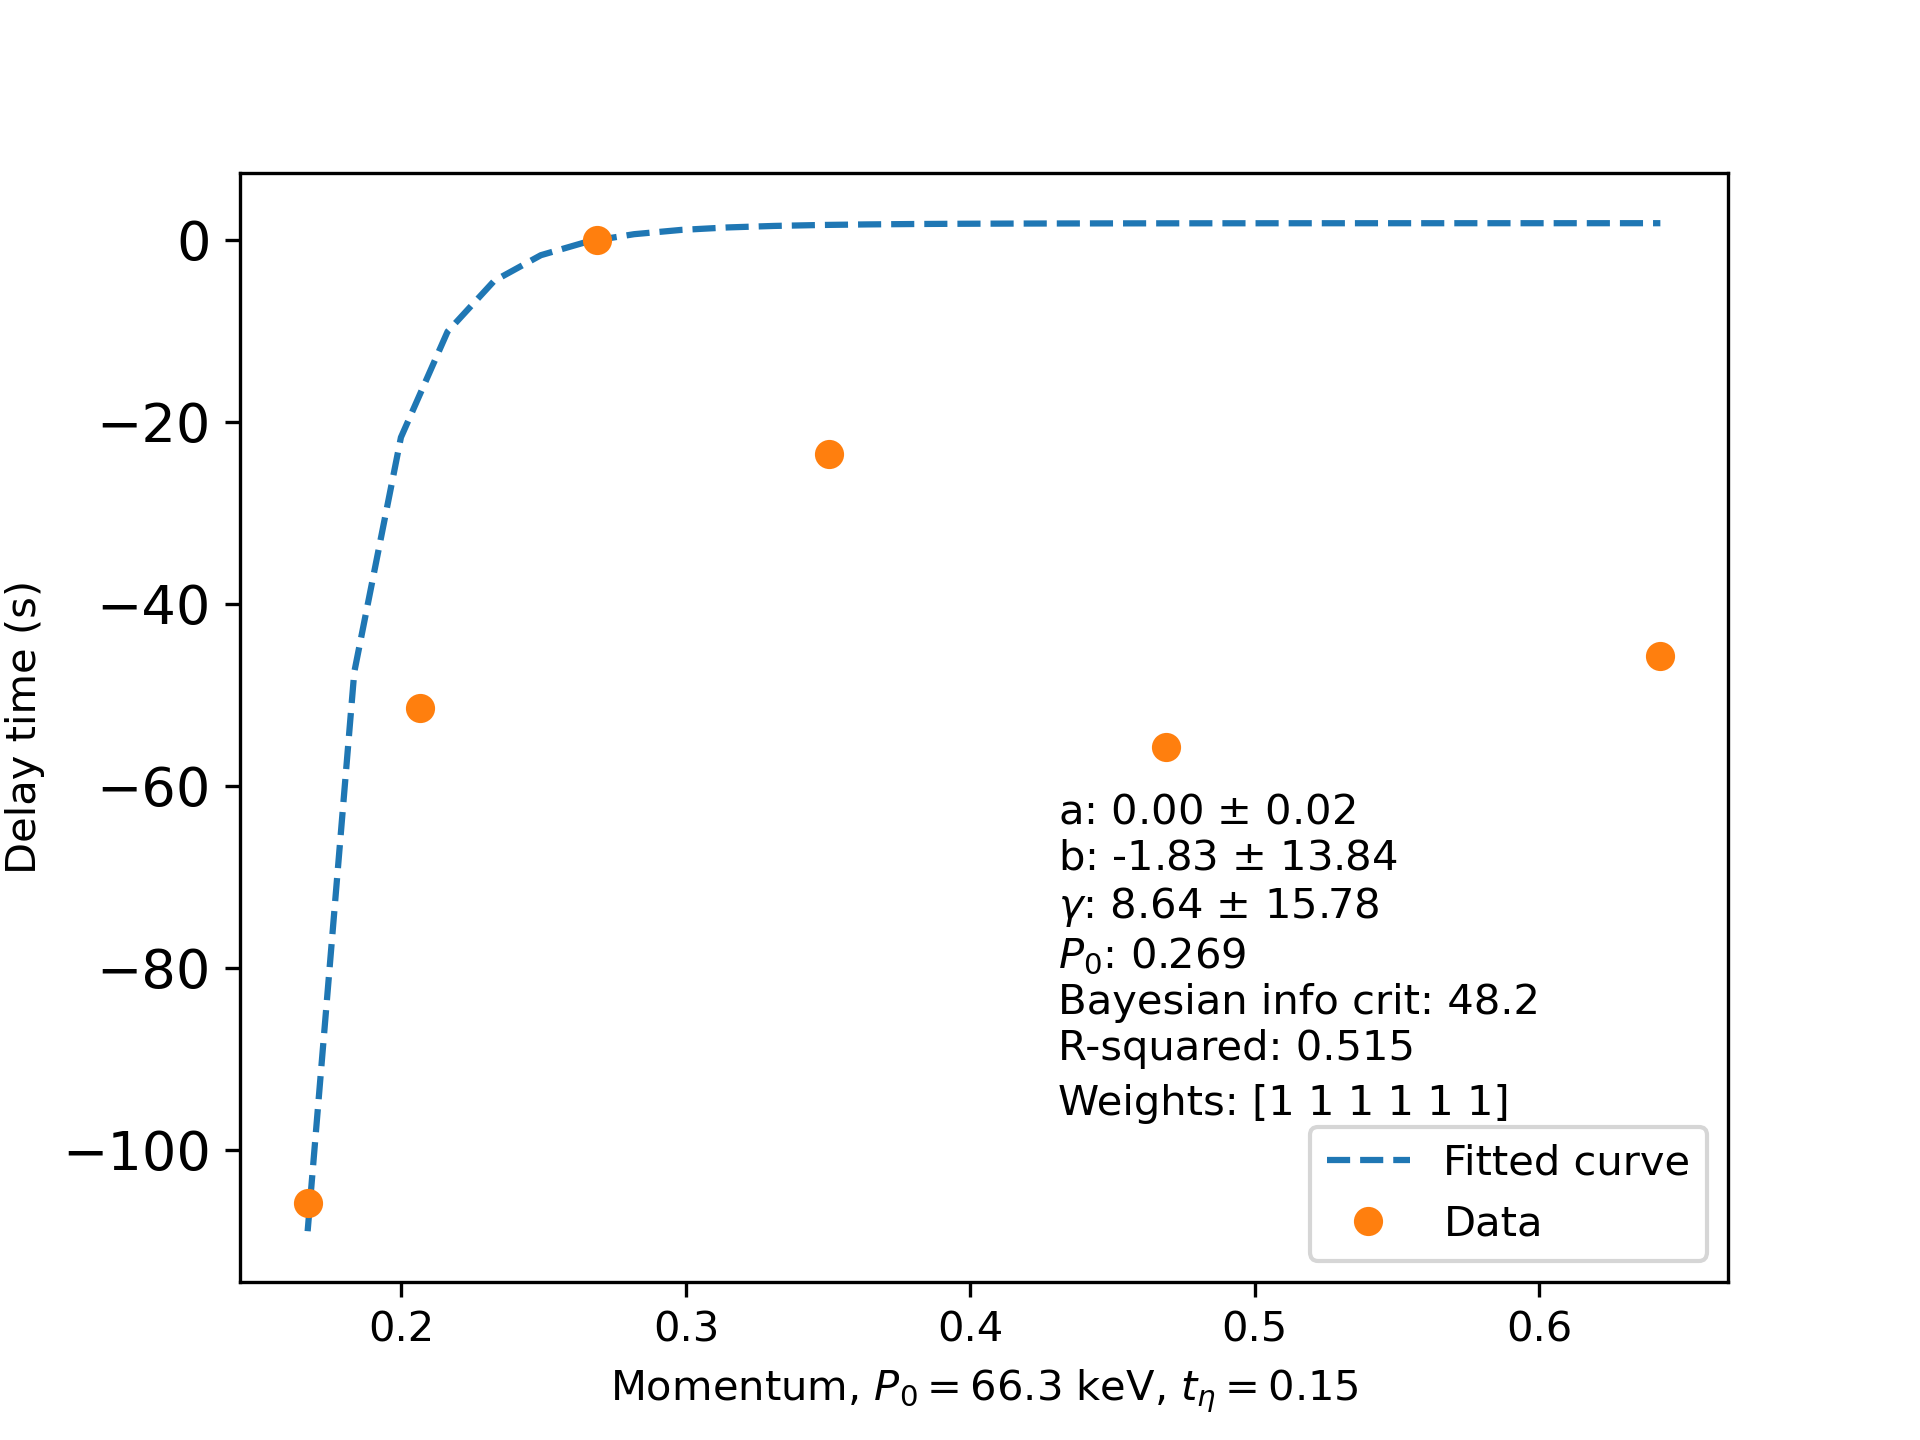 0
−20
−40
−60
−80
−100
Delay time (s)
a: 0.00 ± 0.02
b: -1.83 ± 13.84
γ: 8.64 ± 15.78
P₀: 0.269
Bayesian info crit: 48.2
R-squared: 0.515
Weights: [1 1 1 1 1 1]
Fitted curve
Data
0.2 0.3 0.4 0.5 0.6
Momentum, P₀ = 66.3 keV, t_η = 0.15